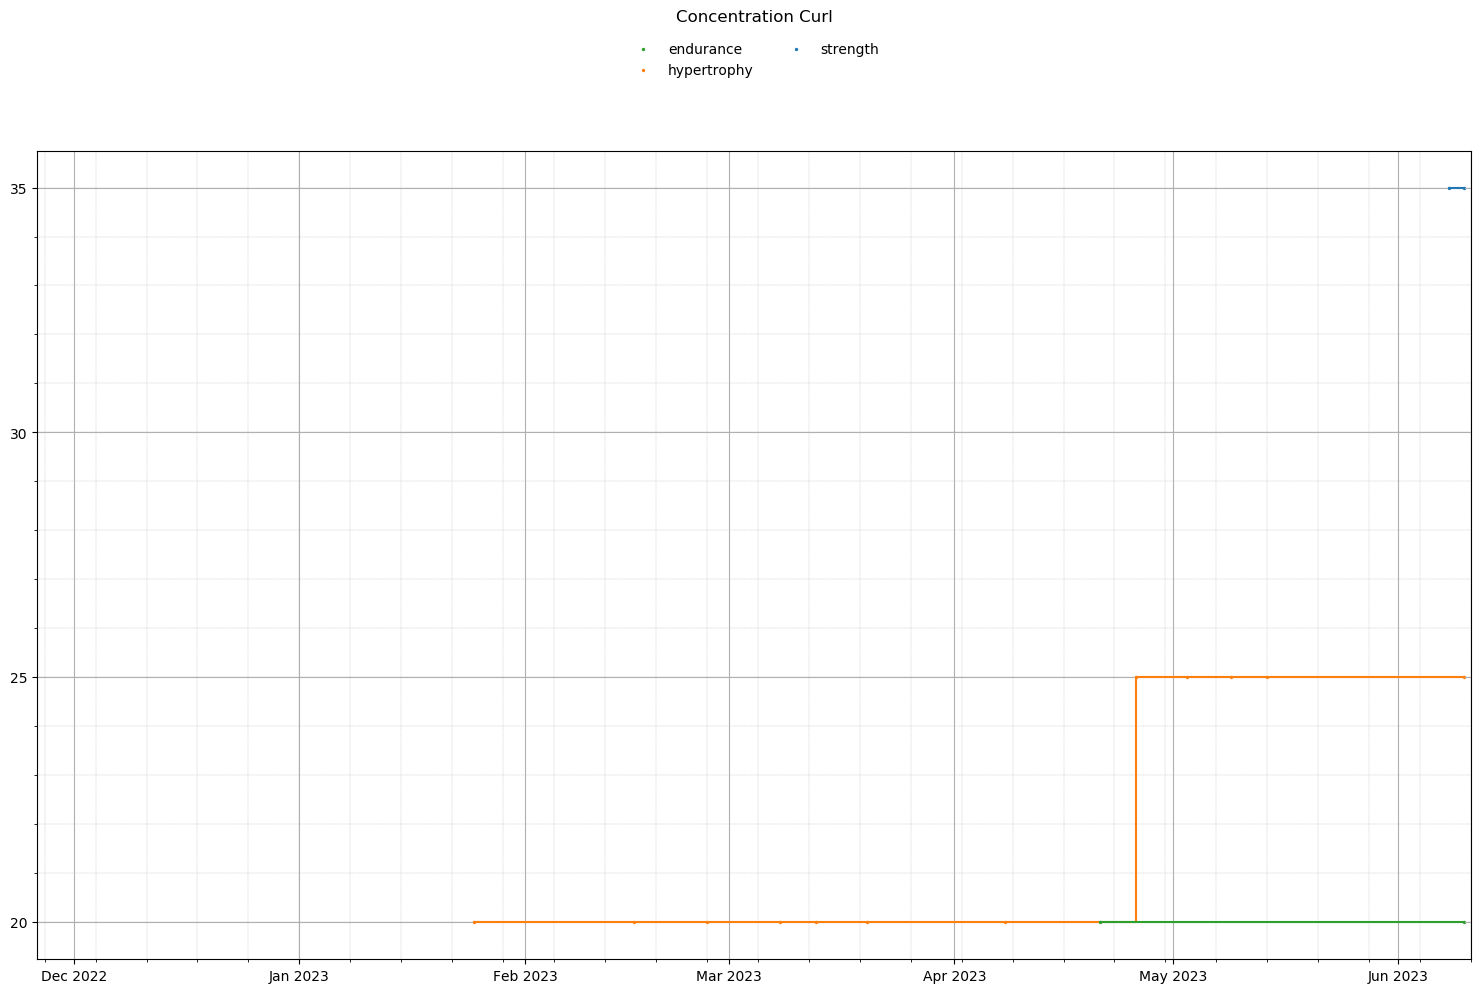 Concentration Curl
endurance strength
hypertrophy
35
30
25
20
Dec 2022 Jan 2023 Feb 2023 Mar 2023 Apr 2023 May 2023 Jun 2023